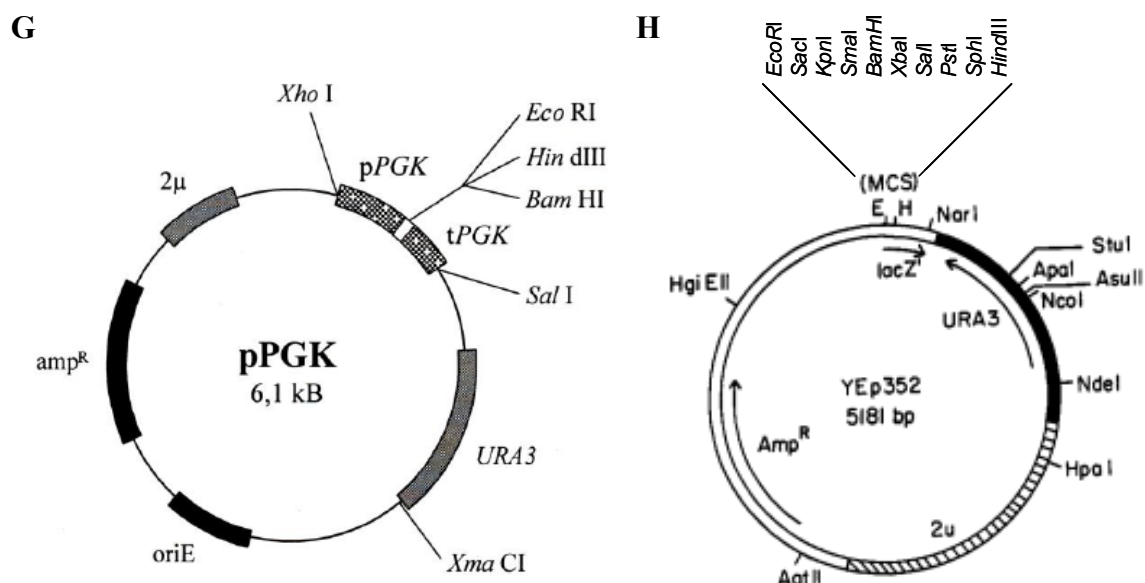 G
Xho I
Eco RI
Hin dIII
Bam HI
pPGK
tPGK
2μ
Sal I
ampR
pPGK
6,1 kB
URA3
oriE
Xma CI
H
EcoRI
SacI
KpnI
SmaI
BamHI
XbaI
SalI
PstI
SphI
HindIII
(MCS)
E H
NarI
lacZ'
StuI
ApaI
AsuII
NcoI
HgiEII
URA3
YEp352
5181 bp
NdeI
AmpR
HpaI
2u
AatII